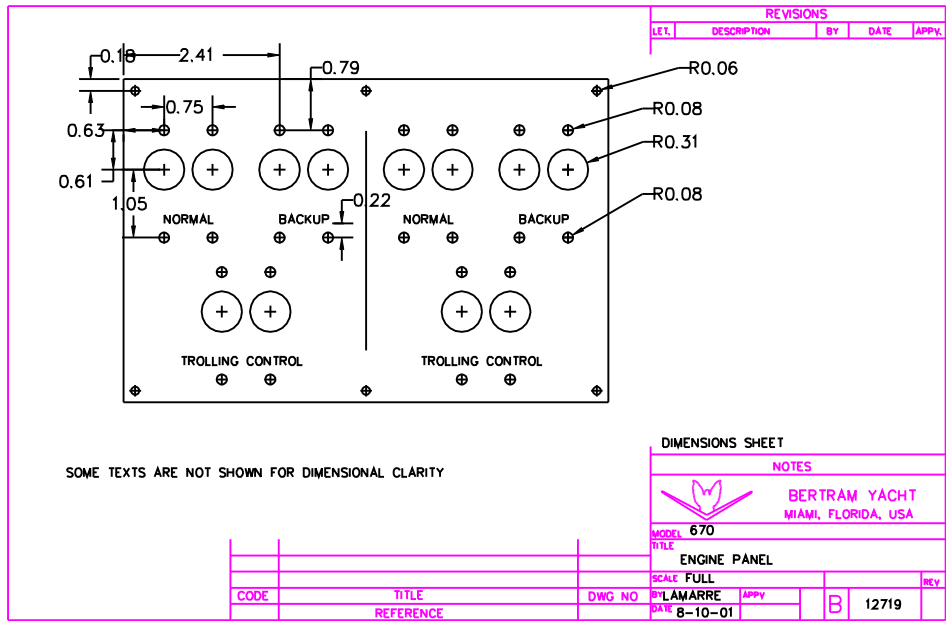 REVISIONS
LET. DESCRIPTION BY DATE APPV.
0.18 2.41
0.79
R0.06
0.75
R0.08
0.63
R0.31
0.61
1.05
0.22
R0.08
NORMAL BACKUP NORMAL BACKUP
TROLLING CONTROL TROLLING CONTROL
SOME TEXTS ARE NOT SHOWN FOR DIMENSIONAL CLARITY
DIMENSIONS SHEET
NOTES
BERTRAM YACHT
MIAMI, FLORIDA, USA
MODEL 670
TITLE
ENGINE PANEL
SCALE FULL REV
CODE TITLE DWG NO BY LAMARRE APPV B 12719
REFERENCE DATE 8-10-01